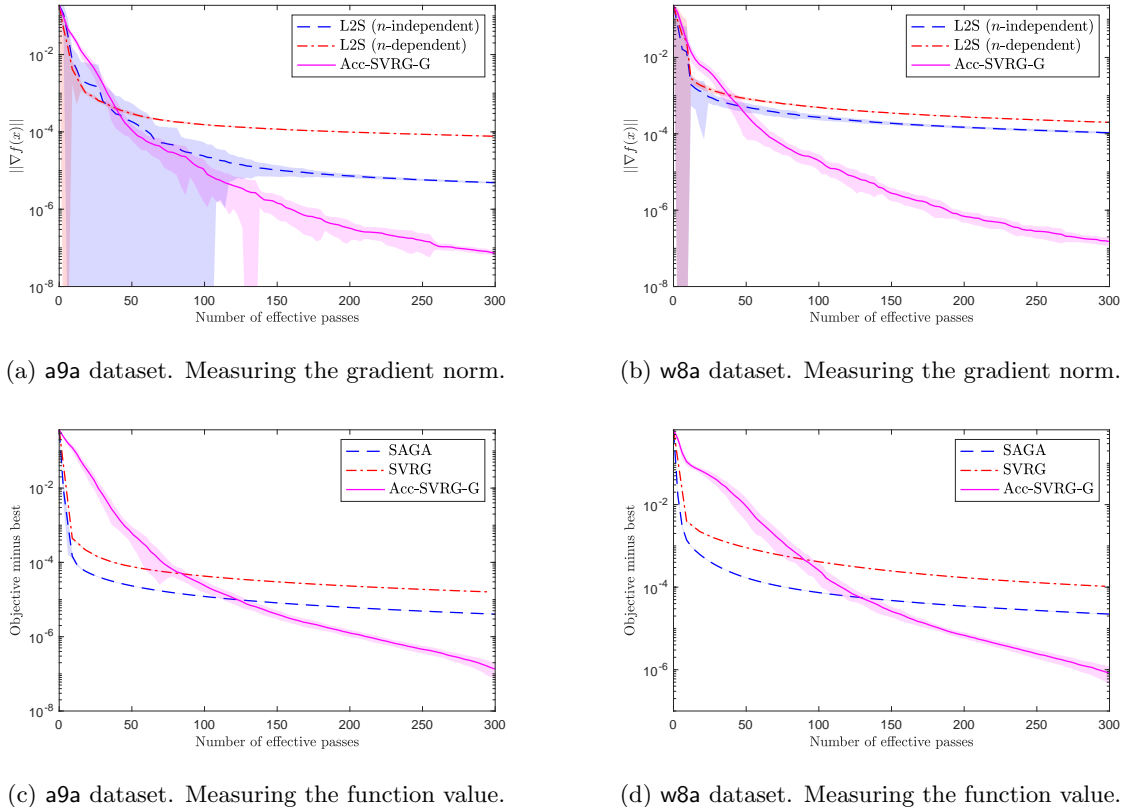 L2S (n-independent)
L2S (n-dependent)
Acc-SVRG-G
||∇f(x)||
10^-2
10^-4
10^-6
10^-8
0 50 100 150 200 250 300
Number of effective passes
(a) a9a dataset. Measuring the gradient norm.
L2S (n-independent)
L2S (n-dependent)
Acc-SVRG-G
||∇f(x)||
10^-2
10^-4
10^-6
10^-8
0 50 100 150 200 250 300
Number of effective passes
(b) w8a dataset. Measuring the gradient norm.
SAGA
SVRG
Acc-SVRG-G
Objective minus best
10^-2
10^-4
10^-6
10^-8
0 50 100 150 200 250 300
Number of effective passes
(c) a9a dataset. Measuring the function value.
SAGA
SVRG
Acc-SVRG-G
Objective minus best
10^-2
10^-4
10^-6
0 50 100 150 200 250 300
Number of effective passes
(d) w8a dataset. Measuring the function value.